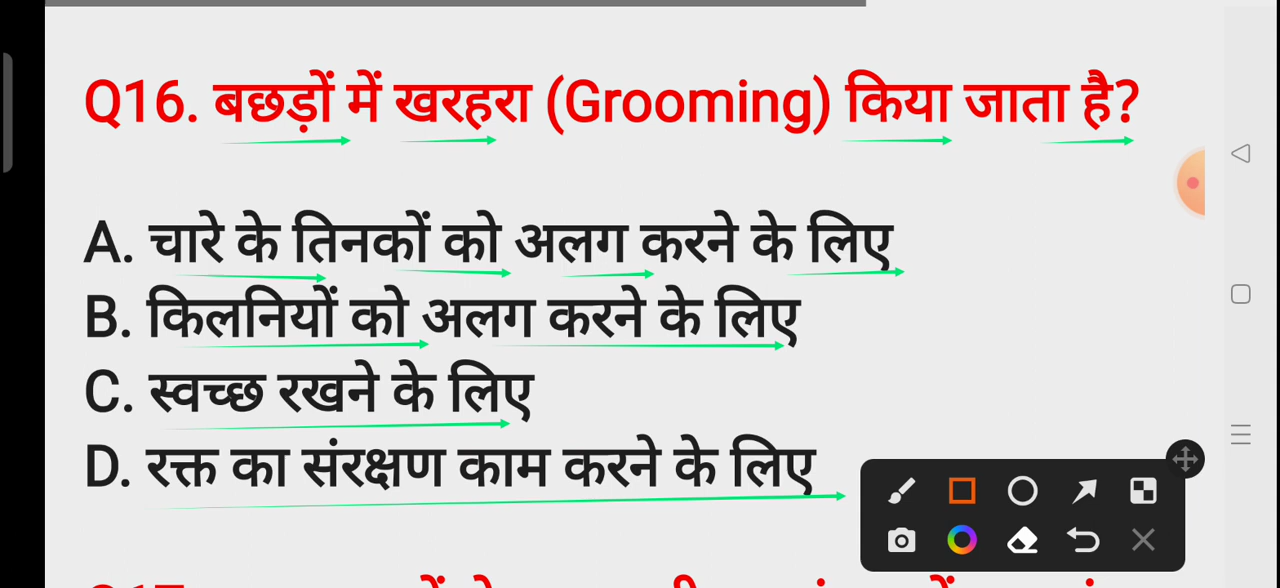 Q16. बछड़ों में खरहरा (Grooming) किया जाता है?
A. चारे के तिनकों को अलग करने के लिए
B. किलनियों को अलग करने के लिए
C. स्वच्छ रखने के लिए
D. रक्त का संरक्षण काम करने के लिए